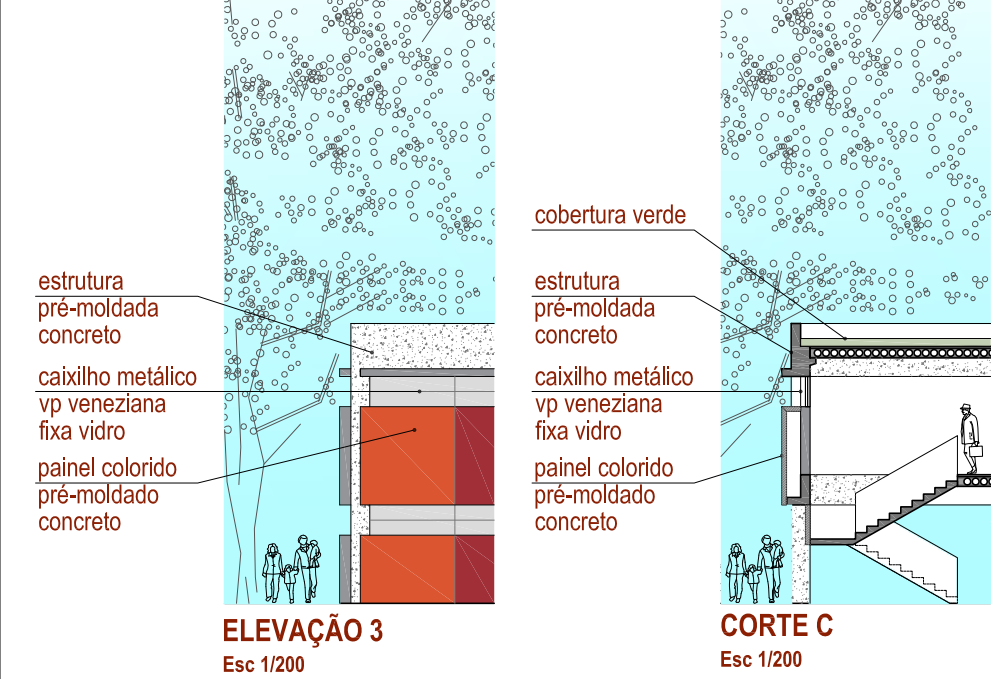 estrutura
pré-moldada
concreto
caixilho metálico
vp veneziana
fixa vidro
painel colorido
pré-moldado
concreto
ELEVAÇÃO 3
Esc 1/200
cobertura verde
estrutura
pré-moldada
concreto
caixilho metálico
vp veneziana
fixa vidro
painel colorido
pré-moldado
concreto
CORTE C
Esc 1/200